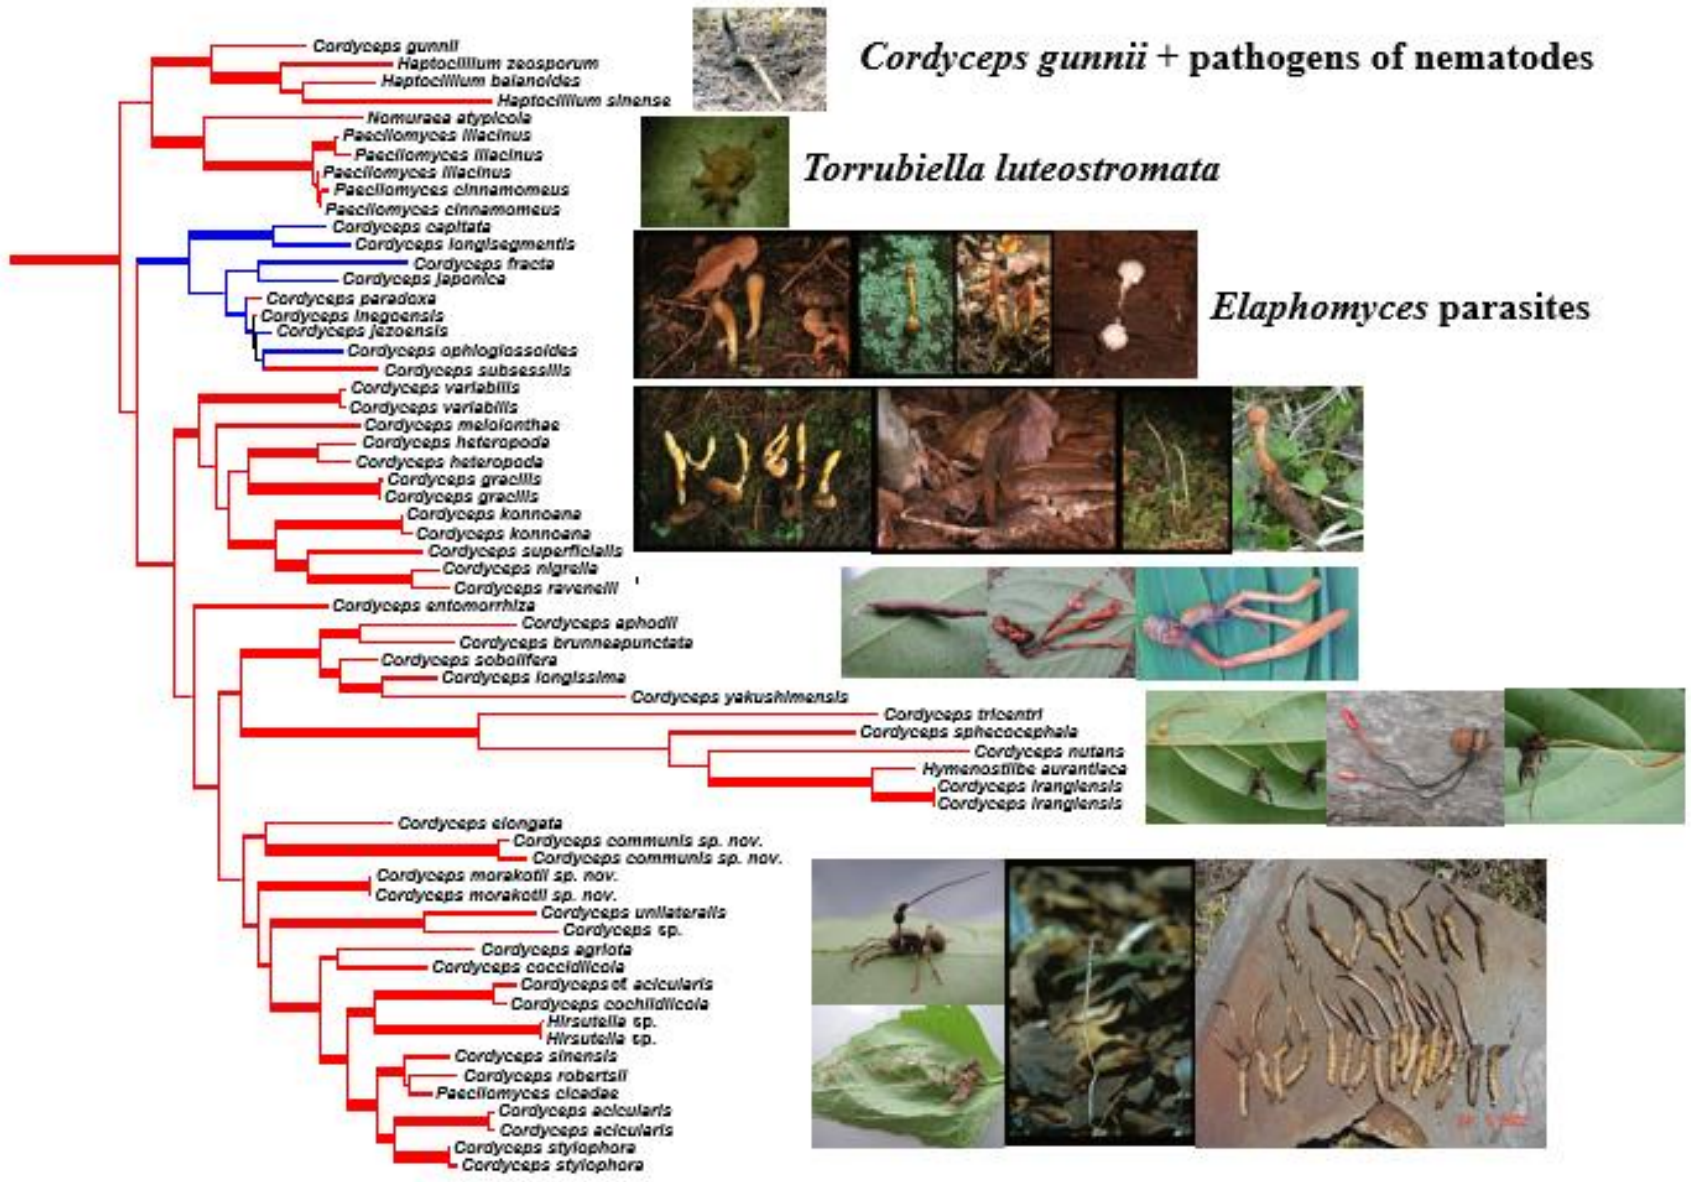 Cordyceps gunnii
Haptocillium zeosporum
Haptocillium balanoides
Haptocillium sinense
Cordyceps gunnii + pathogens of nematodes
Nomuraea atypicola
Paecilomyces lilacinus
Paecilomyces lilacinus
Paecilomyces lilacinus
Paecilomyces cinnamomeus
Paecilomyces cinnamomeus
Torrubiella luteostromata
Cordyceps capitata
Cordyceps longisegmentis
Cordyceps fracta
Cordyceps japonica
Cordyceps paradoxa
Cordyceps inegoensis
Cordyceps jezoensis
Cordyceps ophioglossoides
Cordyceps subsessilis
Elaphomyces parasites
Cordyceps variabilis
Cordyceps variabilis
Cordyceps melolonthae
Cordyceps heteropoda
Cordyceps heteropoda
Cordyceps gracilis
Cordyceps gracilis
Cordyceps konnoana
Cordyceps konnoana
Cordyceps superficialis
Cordyceps nigrella
Cordyceps ravenelii
Cordyceps entomorrhiza
Cordyceps aphodii
Cordyceps brunneapunctata
Cordyceps sobolifera
Cordyceps longissima
Cordyceps yakushimensis
Cordyceps tricentri
Cordyceps sphecocephala
Cordyceps nutans
Hymenostilbe aurantiaca
Cordyceps irangiensis
Cordyceps irangiensis
Cordyceps elongata
Cordyceps communis sp. nov.
Cordyceps communis sp. nov.
Cordyceps morakotii sp. nov.
Cordyceps morakotii sp. nov.
Cordyceps unilateralis
Cordyceps sp.
Cordyceps agriota
Cordyceps coccidiicola
Cordyceps cf. acicularis
Cordyceps cochlidiicola
Hirsutella sp.
Hirsutella sp.
Cordyceps sinensis
Cordyceps robertsii
Paecilomyces cicadae
Cordyceps acicularis
Cordyceps acicularis
Cordyceps stylophora
Cordyceps stylophora